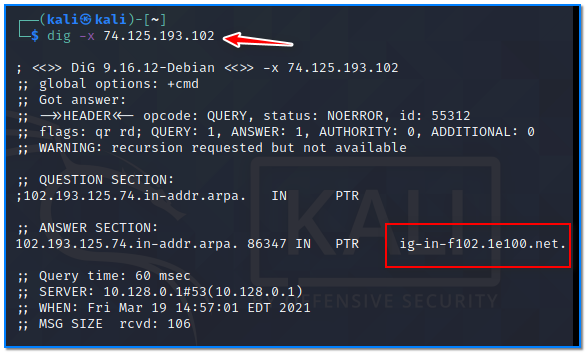 (kali㉿kali)-[~]
$ dig -x 74.125.193.102
; <<>> DiG 9.16.12-Debian <<>> -x 74.125.193.102
;; global options: +cmd
;; Got answer:
;; ->>HEADER<<- opcode: QUERY, status: NOERROR, id: 55312
;; flags: qr rd; QUERY: 1, ANSWER: 1, AUTHORITY: 0, ADDITIONAL: 0
;; WARNING: recursion requested but not available
;; QUESTION SECTION:
;102.193.125.74.in-addr.arpa. IN PTR
;; ANSWER SECTION:
102.193.125.74.in-addr.arpa. 86347 IN PTR ig-in-f102.1e100.net.
;; Query time: 60 msec
;; SERVER: 10.128.0.1#53(10.128.0.1)
;; WHEN: Fri Mar 19 14:57:01 EDT 2021
;; MSG SIZE rcvd: 106
KALI
OFFENSIVE SECURITY